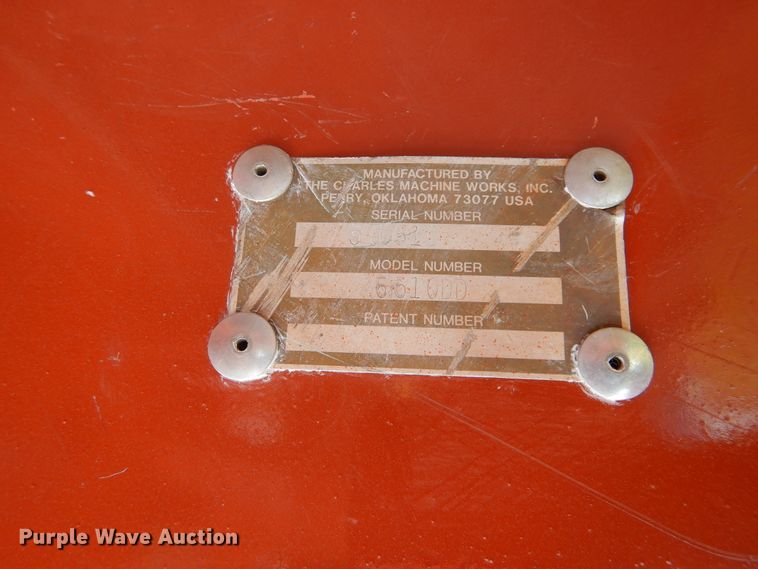 MANUFACTURED BY
THE CHARLES MACHINE WORKS, INC.
PERRY, OKLAHOMA 73077 USA
SERIAL NUMBER
MODEL NUMBER
6610DD
PATENT NUMBER
Purple Wave Auction